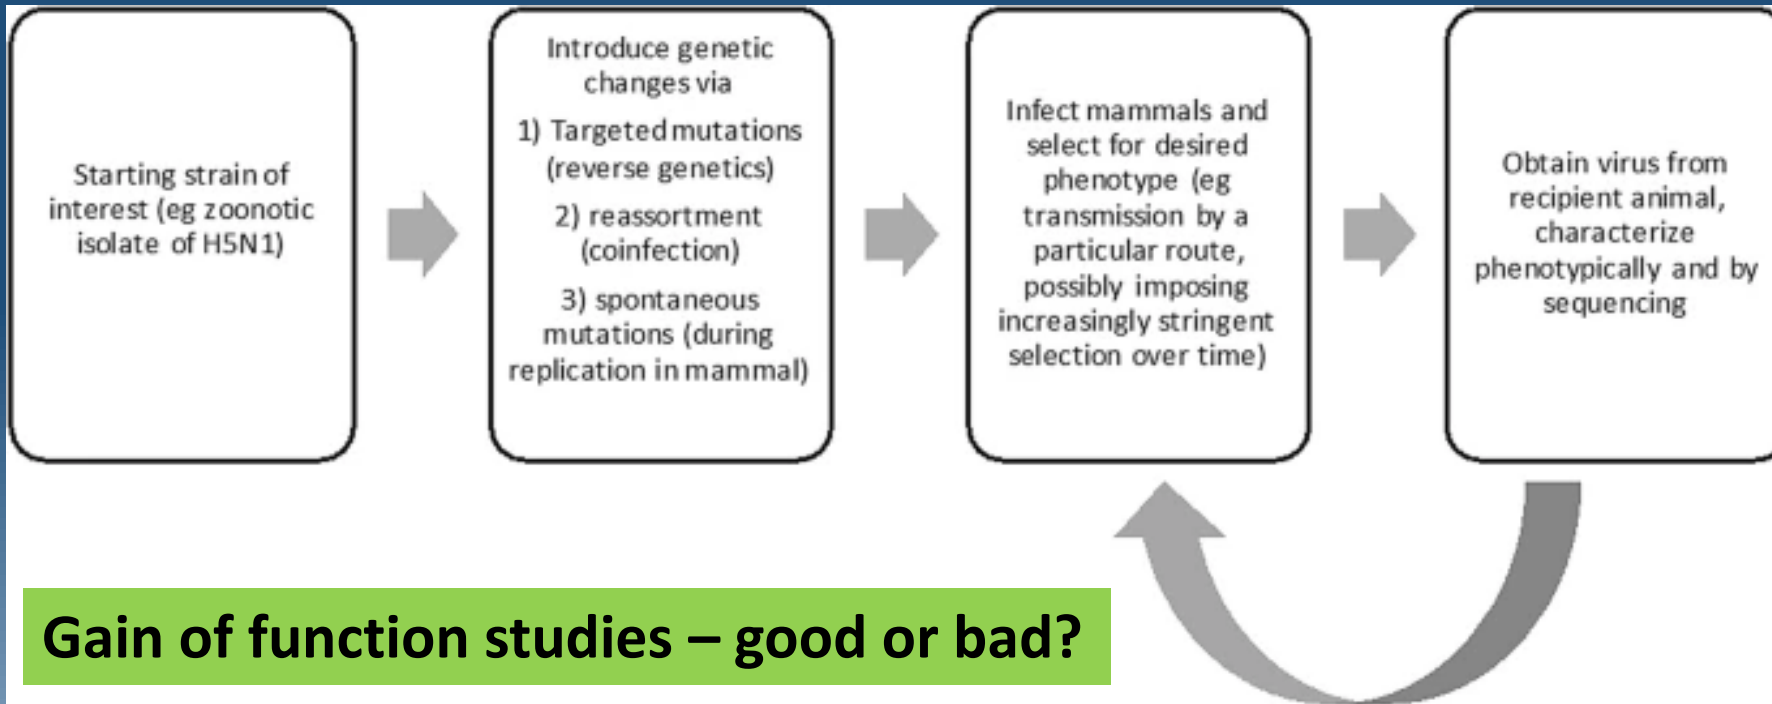 Starting strain of
interest (eg zoonotic
isolate of H5N1)
Introduce genetic
changes via
1) Targeted mutations
(reverse genetics)
2) reassortment
(coinfection)
3) spontaneous
mutations (during
replication in mammal)
Infect mammals and
select for desired
phenotype (eg
transmission by a
particular route,
possibly imposing
increasingly stringent
selection over time)
Obtain virus from
recipient animal,
characterize
phenotypically and by
sequencing
Gain of function studies – good or bad?